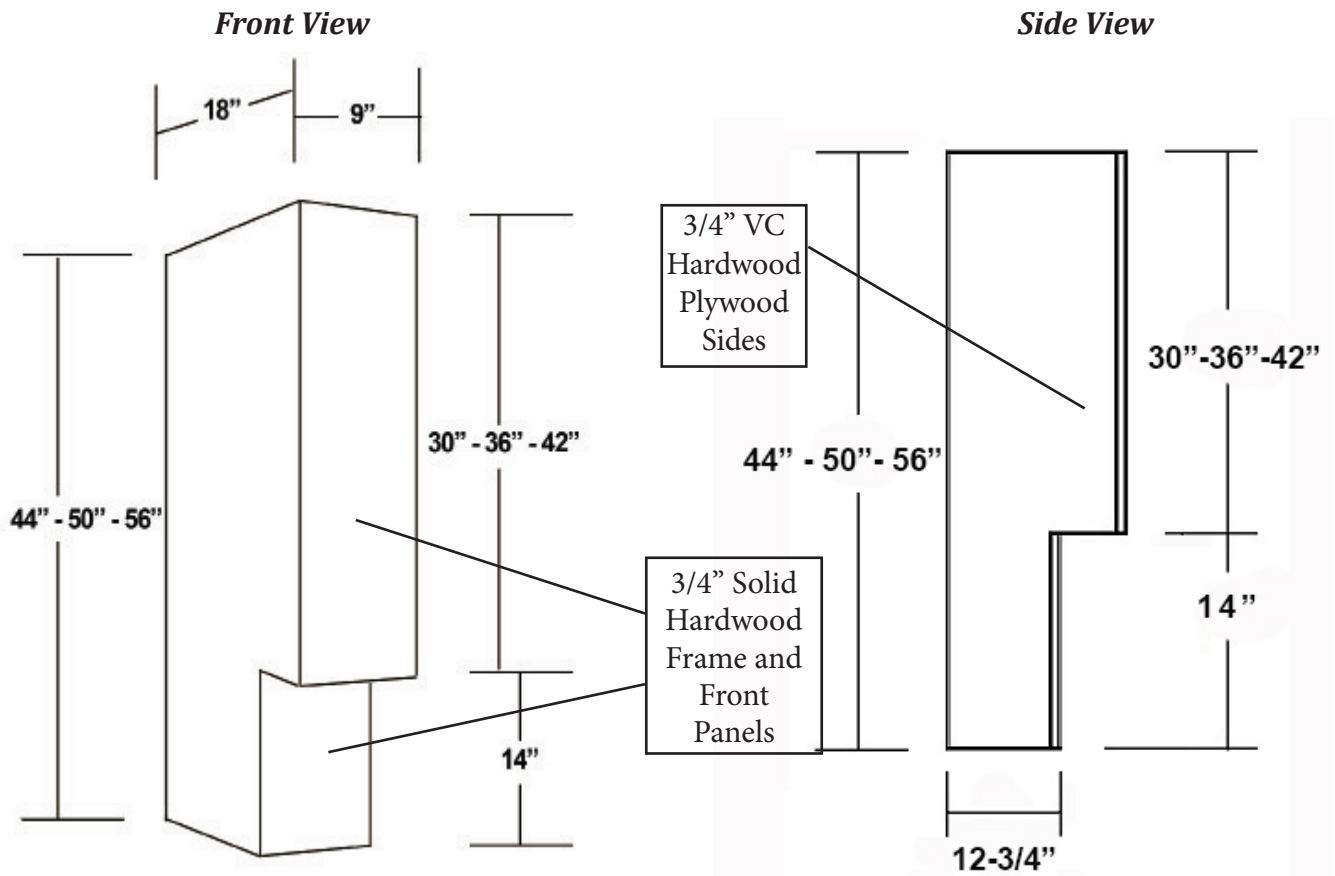 Front View
18”
9”
44” - 50” - 56”
30” - 36” - 42”
14”
3/4” Solid
Hardwood
Frame and
Front
Panels
Side View
3/4” VC
Hardwood
Plywood
Sides
44” - 50”- 56”
30”-36”-42”
14”
12-3/4”